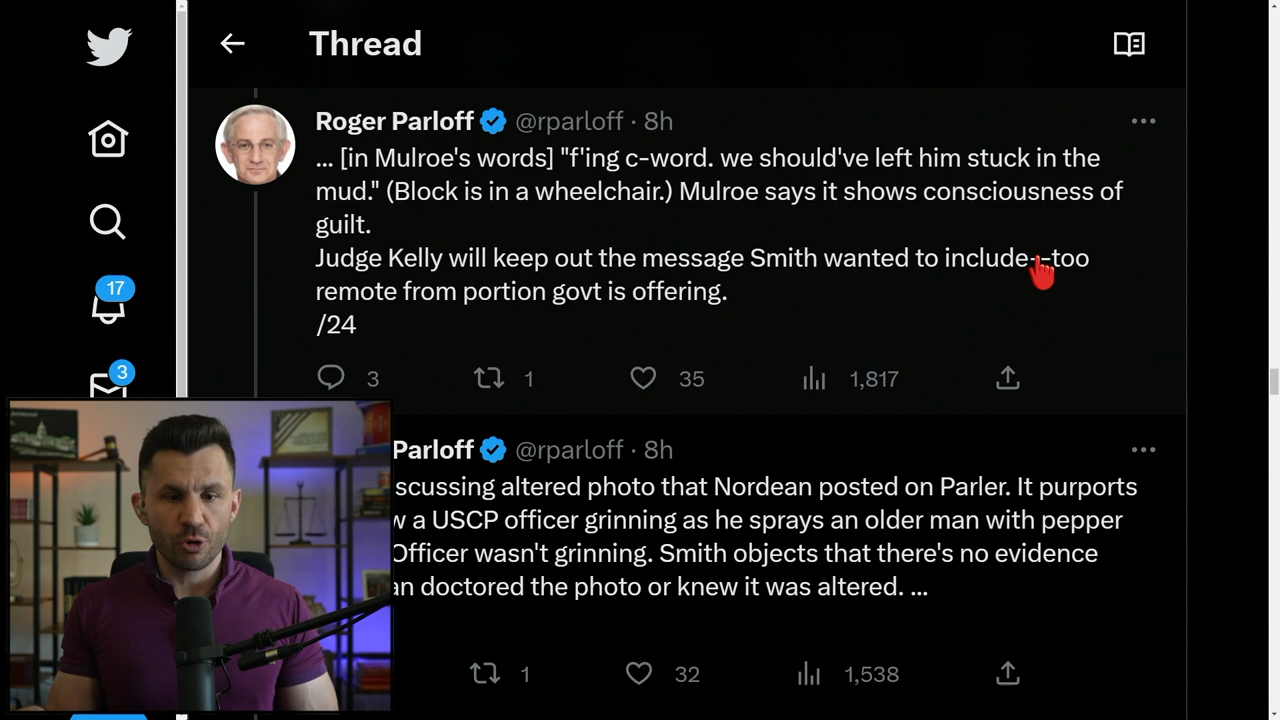 Thread
Roger Parloff @rparloff · 8h
... [in Mulroe's words] "f'ing c-word. we should've left him stuck in the
mud." (Block is in a wheelchair.) Mulroe says it shows consciousness of
guilt.
Judge Kelly will keep out the message Smith wanted to include--too
remote from portion govt is offering.
/24
17
3 1 35 1,817
3
Parloff @rparloff · 8h
scussing altered photo that Nordean posted on Parler. It purports
w a USCP officer grinning as he sprays an older man with pepper
Officer wasn't grinning. Smith objects that there's no evidence
an doctored the photo or knew it was altered. ...
1 32 1,538